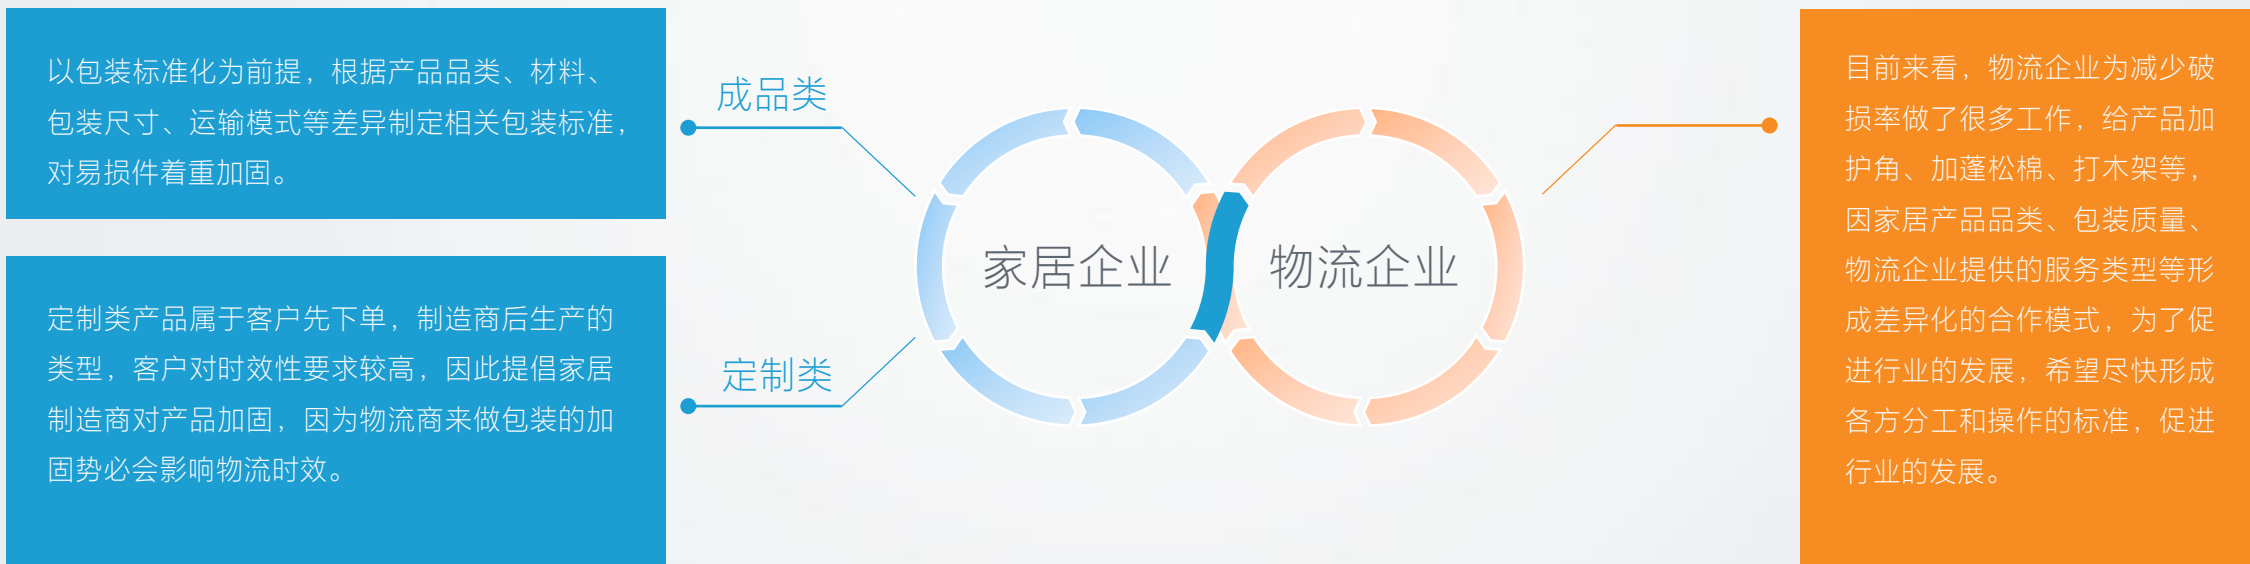 以包装标准化为前提，根据产品品类、材料、
包装尺寸、运输模式等差异制定相关包装标准，
对易损件着重加固。
定制类产品属于客户先下单，制造商后生产的
类型，客户对时效性要求较高，因此提倡家居
制造商对产品加固，因为物流商来做包装的加
固势必会影响物流时效。
成品类
定制类
家居企业
物流企业
目前来看，物流企业为减少破
损率做了很多工作，给产品加
护角、加蓬松棉、打木架等，
因家居产品品类、包装质量、
物流企业提供的服务类型等形
成差异化的合作模式，为了促
进行业的发展，希望尽快形成
各方分工和操作的标准，促进
行业的发展。